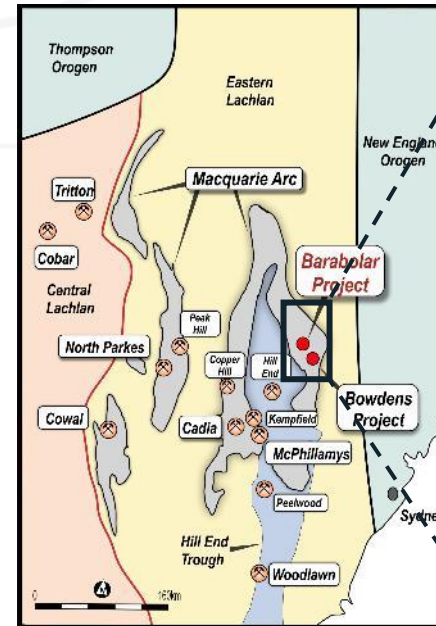 Thompson
Orogen
Eastern
Lachlan
New England
Orogen
Macquarie Arc
Tritton
Cobar
Central
Lachlan
Barabolar
Project
Peak
Hill
North Parkes
Copper
Hill
Hill
End
Bowdens
Project
Cowal
Cadia
Kempfield
McPhillamys
Peelwood
Sydne
Hill End
Trough
Woodlawn
0